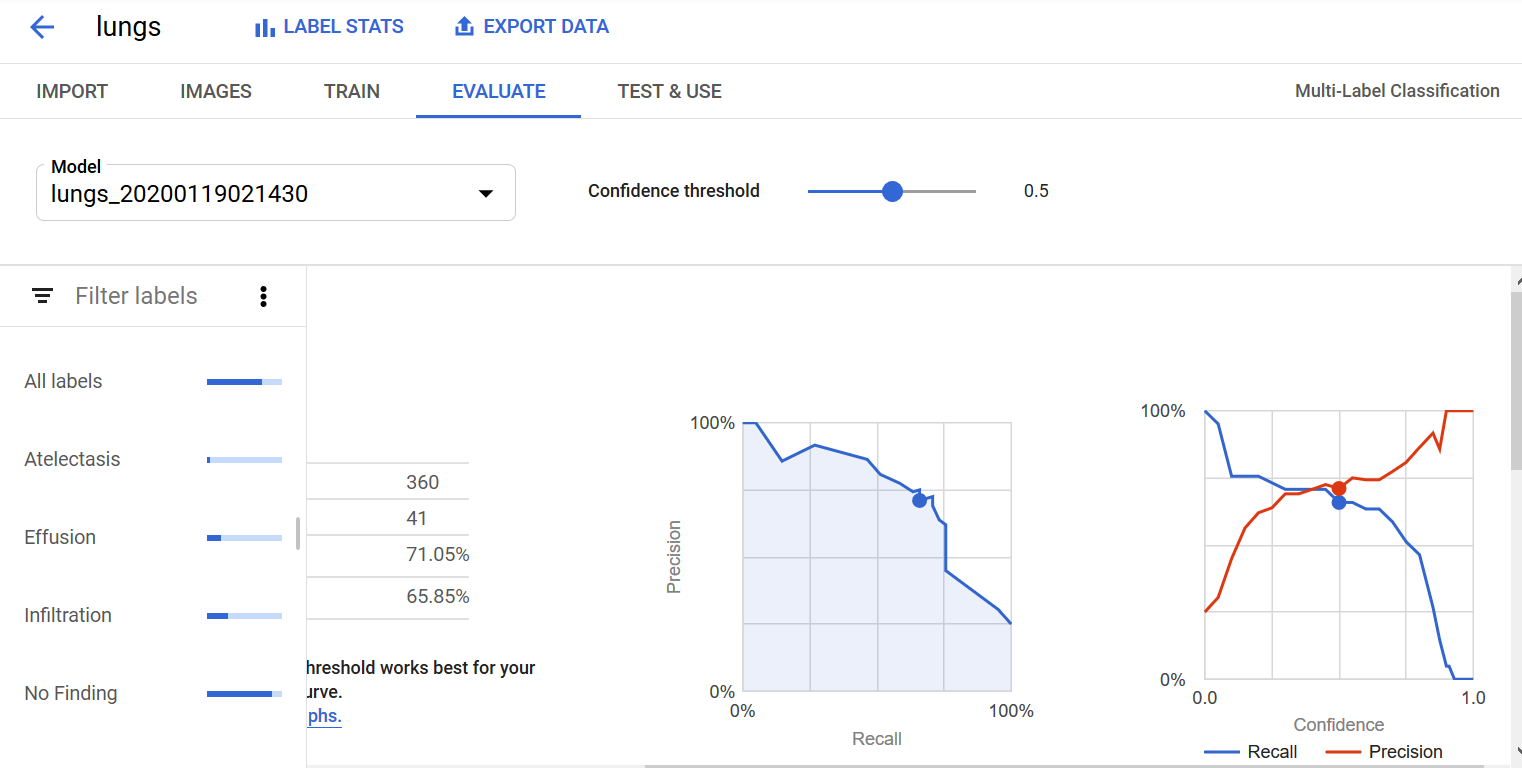 lungs
LABEL STATS
EXPORT DATA
IMPORT
IMAGES
TRAIN
EVALUATE
TEST & USE
Multi-Label Classification
Model
lungs_20200119021430
Confidence threshold
0.5
Filter labels
All labels
Atelectasis
Effusion
Infiltration
No Finding
360
41
71.05%
65.85%
hreshold works best for your
urve.
phs.
100%
Precision
0%
0%
100%
Recall
100%
0%
0.0
1.0
Confidence
Recall
Precision